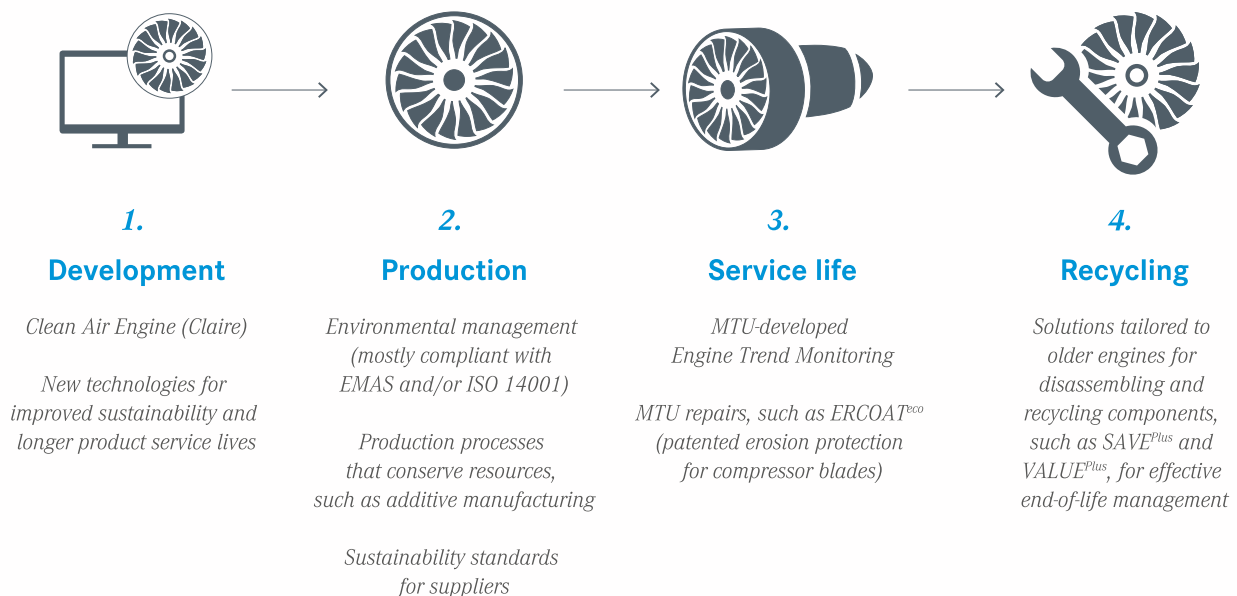 1.
Development
Clean Air Engine (Claire)
New technologies for
improved sustainability and
longer product service lives
2.
Production
Environmental management
(mostly compliant with
EMAS and/or ISO 14001)
Production processes
that conserve resources,
such as additive manufacturing
Sustainability standards
for suppliers
3.
Service life
MTU-developed
Engine Trend Monitoring
MTU repairs, such as ERCOATeco
(patented erosion protection
for compressor blades)
4.
Recycling
Solutions tailored to
older engines for
disassembling and
recycling components,
such as SAVEPlus and
VALUEPlus, for effective
end-of-life management